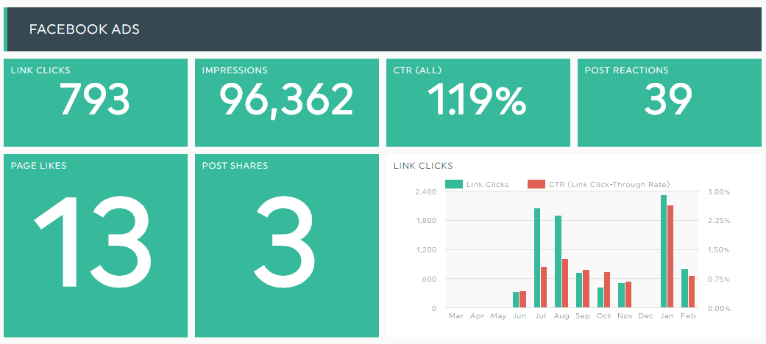 FACEBOOK ADS
LINK CLICKS
793
IMPRESSIONS
96,362
CTR (ALL)
1.19%
POST REACTIONS
39
PAGE LIKES
13
POST SHARES
3
LINK CLICKS
Link Clicks CTR (Link Click-Through Rate)
2,400 3.00%
1,800 2.25%
1,200 1.50%
600 0.75%
0 0.00%
Mar Apr May Jun Jul Aug Sep Oct Nov Dec Jan Feb